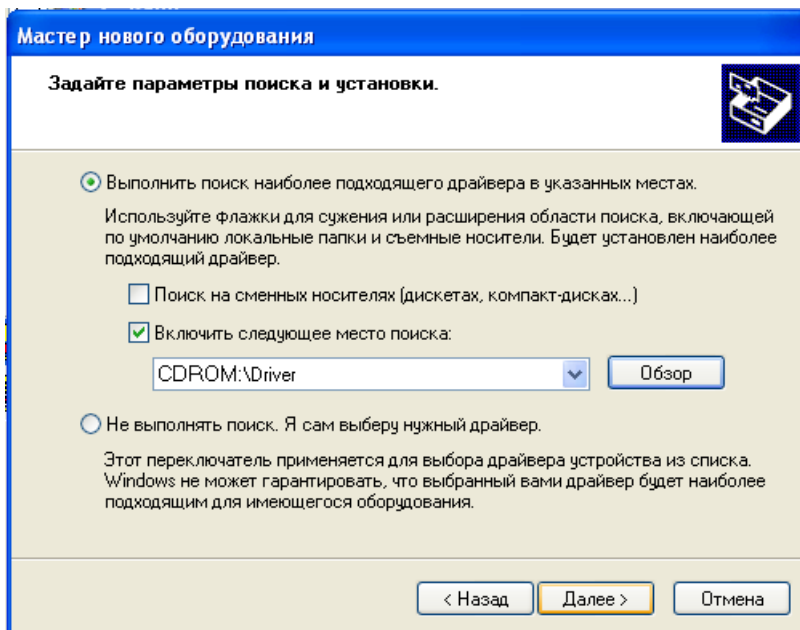 Мастер нового оборудования
Задайте параметры поиска и установки.
Выполнить поиск наиболее подходящего драйвера в указанных местах.
Используйте флажки для сужения или расширения области поиска, включающей
по умолчанию локальные папки и съемные носители. Будет установлен наиболее
подходящий драйвер.
Поиск на сменных носителях (дискетах, компакт-дисках...)
Включить следующее место поиска:
CDROM:\Driver
Обзор
Не выполнять поиск. Я сам выберу нужный драйвер.
Этот переключатель применяется для выбора драйвера устройства из списка.
Windows не может гарантировать, что выбранный вами драйвер будет наиболее
подходящим для имеющегося оборудования.
< Назад Далее > Отмена